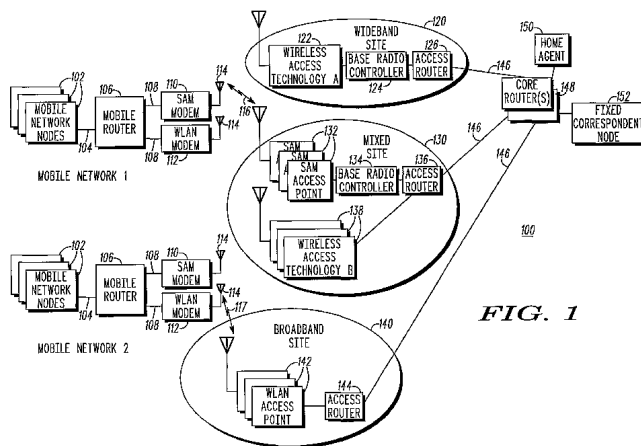 WIDEBAND
SITE
120
122
WIRELESS
ACCESS
TECHNOLOGY A
BASE RADIO
CONTROLLER
124
126
ACCESS
ROUTER
146
150
HOME
AGENT
CORE
ROUTER(S)
148
152
FIXED
CORRESPONDENT
NODE
102
MOBILE
NETWORK
NODES
104
106
MOBILE
ROUTER
108
108
110
SAM
MODEM
WLAN
MODEM
112
114
114
116
MOBILE NETWORK 1
MIXED
SITE
130
132
SAM
A
SAM
ACCESS
POINT
134
BASE RADIO
CONTROLLER
136
ACCESS
ROUTER
146
146
138
WIRELESS
ACCESS
TECHNOLOGY B
100
102
MOBILE
NETWORK
NODES
104
106
MOBILE
ROUTER
108
108
110
SAM
MODEM
WLAN
MODEM
112
114
114
117
MOBILE NETWORK 2
BROADBAND
SITE
140
142
WLAN
ACCESS
POINT
144
ACCESS
ROUTER
FIG. 1